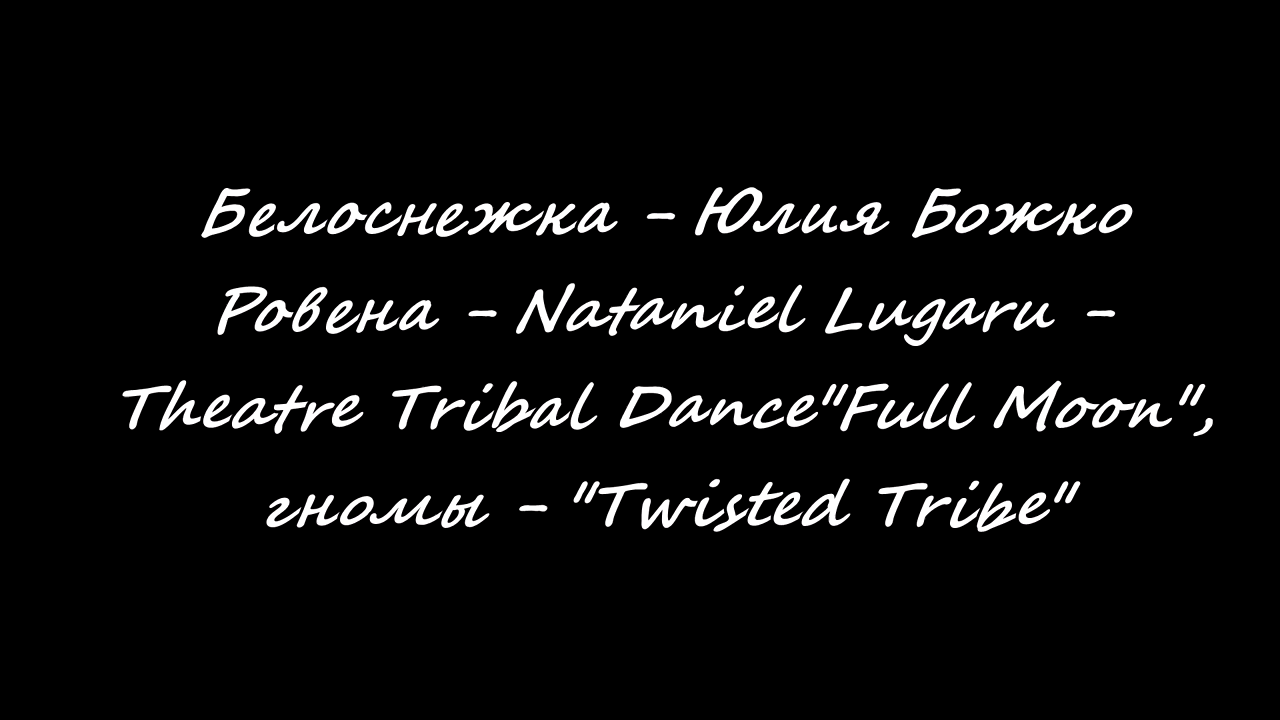 Белоснежка - Юлия Божко
Ровена - Nataniel Lugaru -
Theatre Tribal Dance"Full Moon",
гномы - "Twisted Tribe"